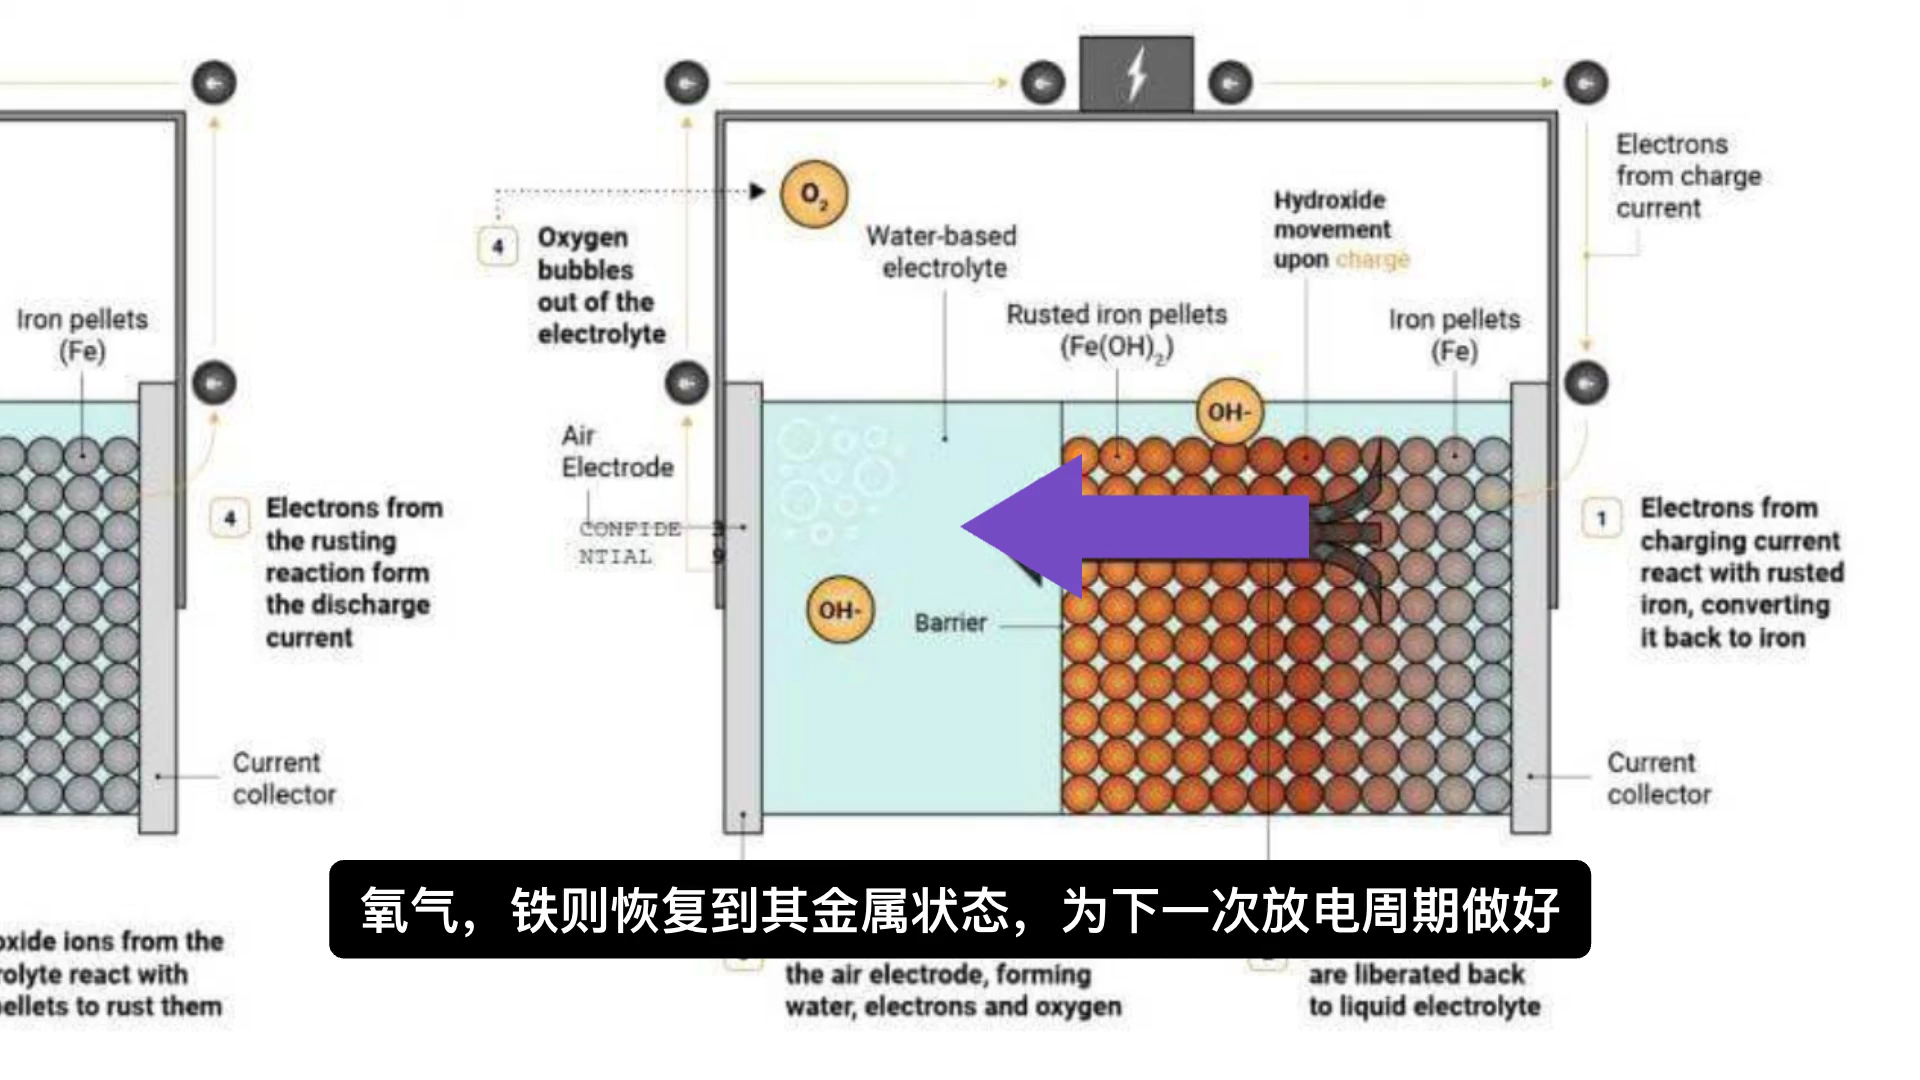 Iron pellets
(Fe)
4
Electrons from
the rusting
reaction form
the discharge
current
Current
collector
oxide ions from the
rolyte react with
pellets to rust them
4
Oxygen
bubbles
out of the
electrolyte
O₂
Water-based
electrolyte
Rusted iron pellets
(Fe(OH)₂)
Hydroxide
movement
upon charge
Iron pellets
(Fe)
Electrons
from charge
current
Air
Electrode
CONFIDE 3
NTIAL 9
OH-
OH-
Barrier
1
Electrons from
charging current
react with rusted
iron, converting
it back to iron
Current
collector
氧气，铁则恢复到其金属状态，为下一次放电周期做好
the air electrode, forming
water, electrons and oxygen
are liberated back
to liquid electrolyte